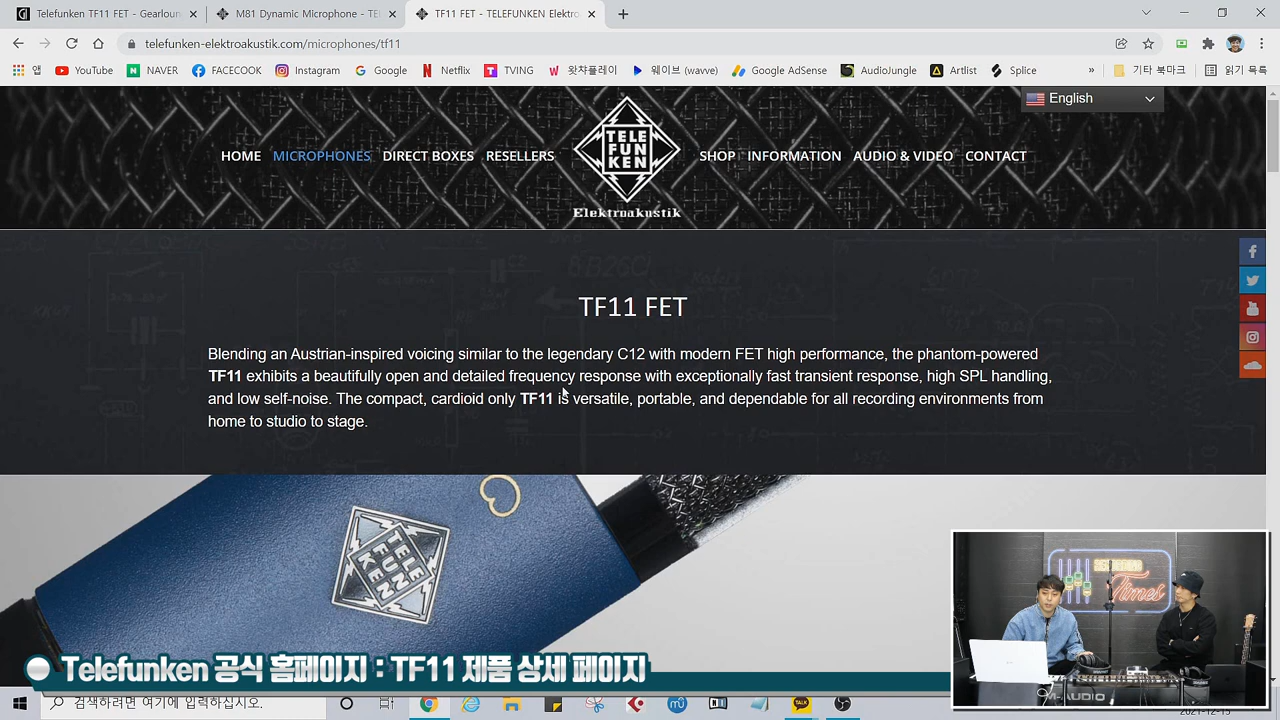 Telefunken TF11 FET - Gearloun
M81 Dynamic Microphone - TE
TF11 FET - TELEFUNKEN Elektro
telefunken-elektroakustik.com/microphones/tf11
앱 YouTube NAVER FACECOOK Instagram Google Netflix TVING 왓챠플레이 웨이브 (wavve) Google AdSense AudioJungle Artlist Splice » 기타 북마크 읽기 목록
English
HOME MICROPHONES DIRECT BOXES RESELLERS
TELE
FUN
KEN
Elektroakustik
SHOP INFORMATION AUDIO & VIDEO CONTACT
TF11 FET
Blending an Austrian-inspired voicing similar to the legendary C12 with modern FET high performance, the phantom-powered
TF11 exhibits a beautifully open and detailed frequency response with exceptionally fast transient response, high SPL handling,
and low self-noise. The compact, cardioid only TF11 is versatile, portable, and dependable for all recording environments from
home to studio to stage.
TELE
FUN
KEN
Times
M-AUDIO
Telefunken 공식 홈페이지 : TF11 제품 상세 페이지
검색하려면 여기에 입력하십시오.
TALK
2021-12-15